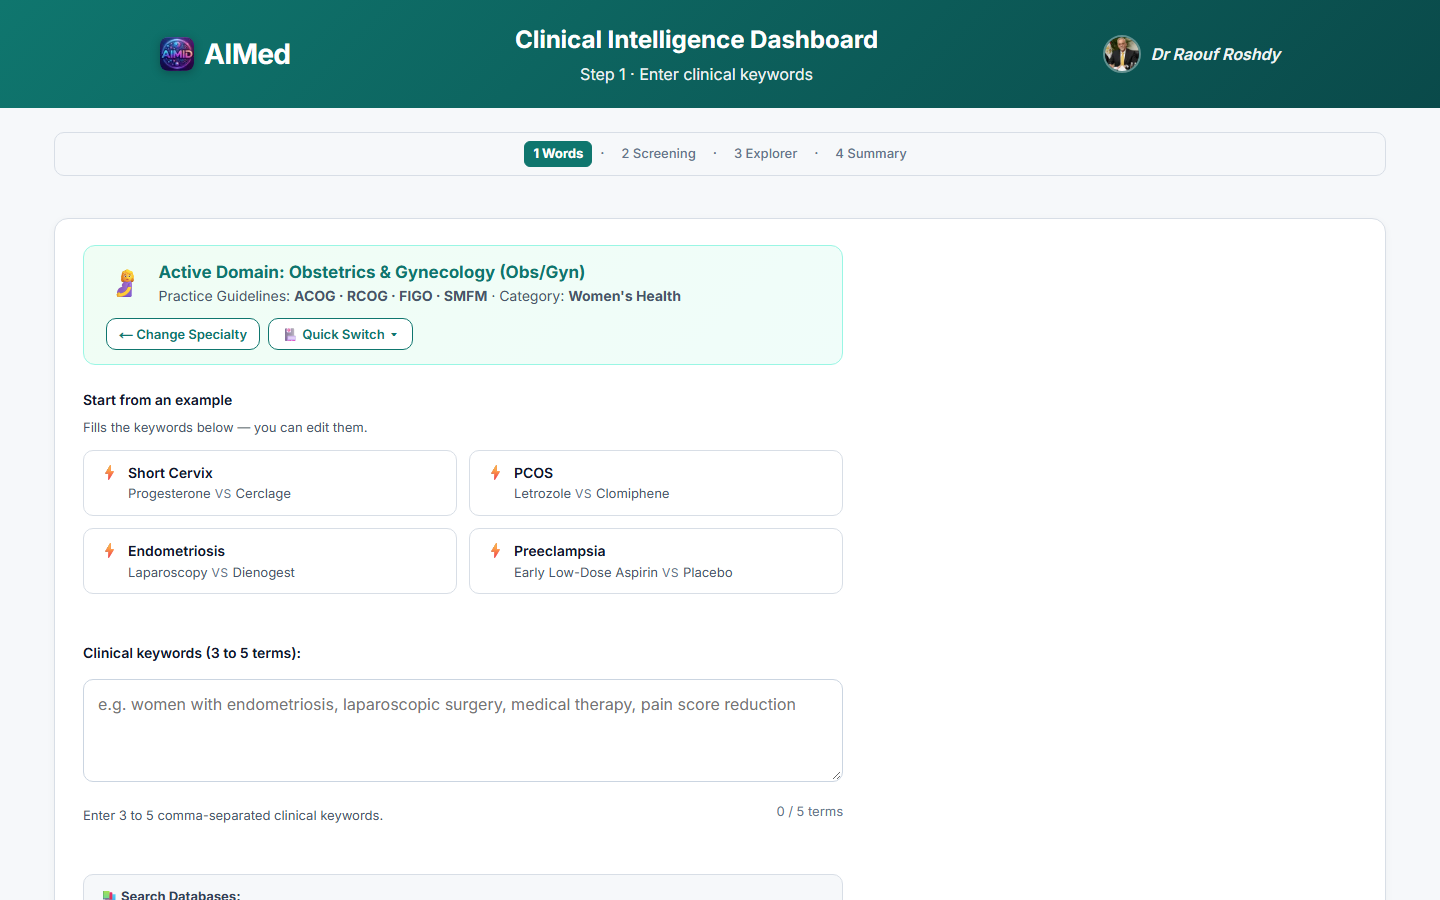 AIMed
Clinical Intelligence Dashboard
Step 1 · Enter clinical keywords
Dr Raouf Roshdy
1 Words · 2 Screening · 3 Explorer · 4 Summary
Active Domain: Obstetrics & Gynecology (Obs/Gyn)
Practice Guidelines: ACOG · RCOG · FIGO · SMFM · Category: Women's Health
← Change Specialty
Quick Switch
Start from an example
Fills the keywords below — you can edit them.
Short Cervix
Progesterone VS Cerclage
PCOS
Letrozole VS Clomiphene
Endometriosis
Laparoscopy VS Dienogest
Preeclampsia
Early Low-Dose Aspirin VS Placebo
Clinical keywords (3 to 5 terms):
e.g. women with endometriosis, laparoscopic surgery, medical therapy, pain score reduction
Enter 3 to 5 comma-separated clinical keywords.
0 / 5 terms
Search Databases: